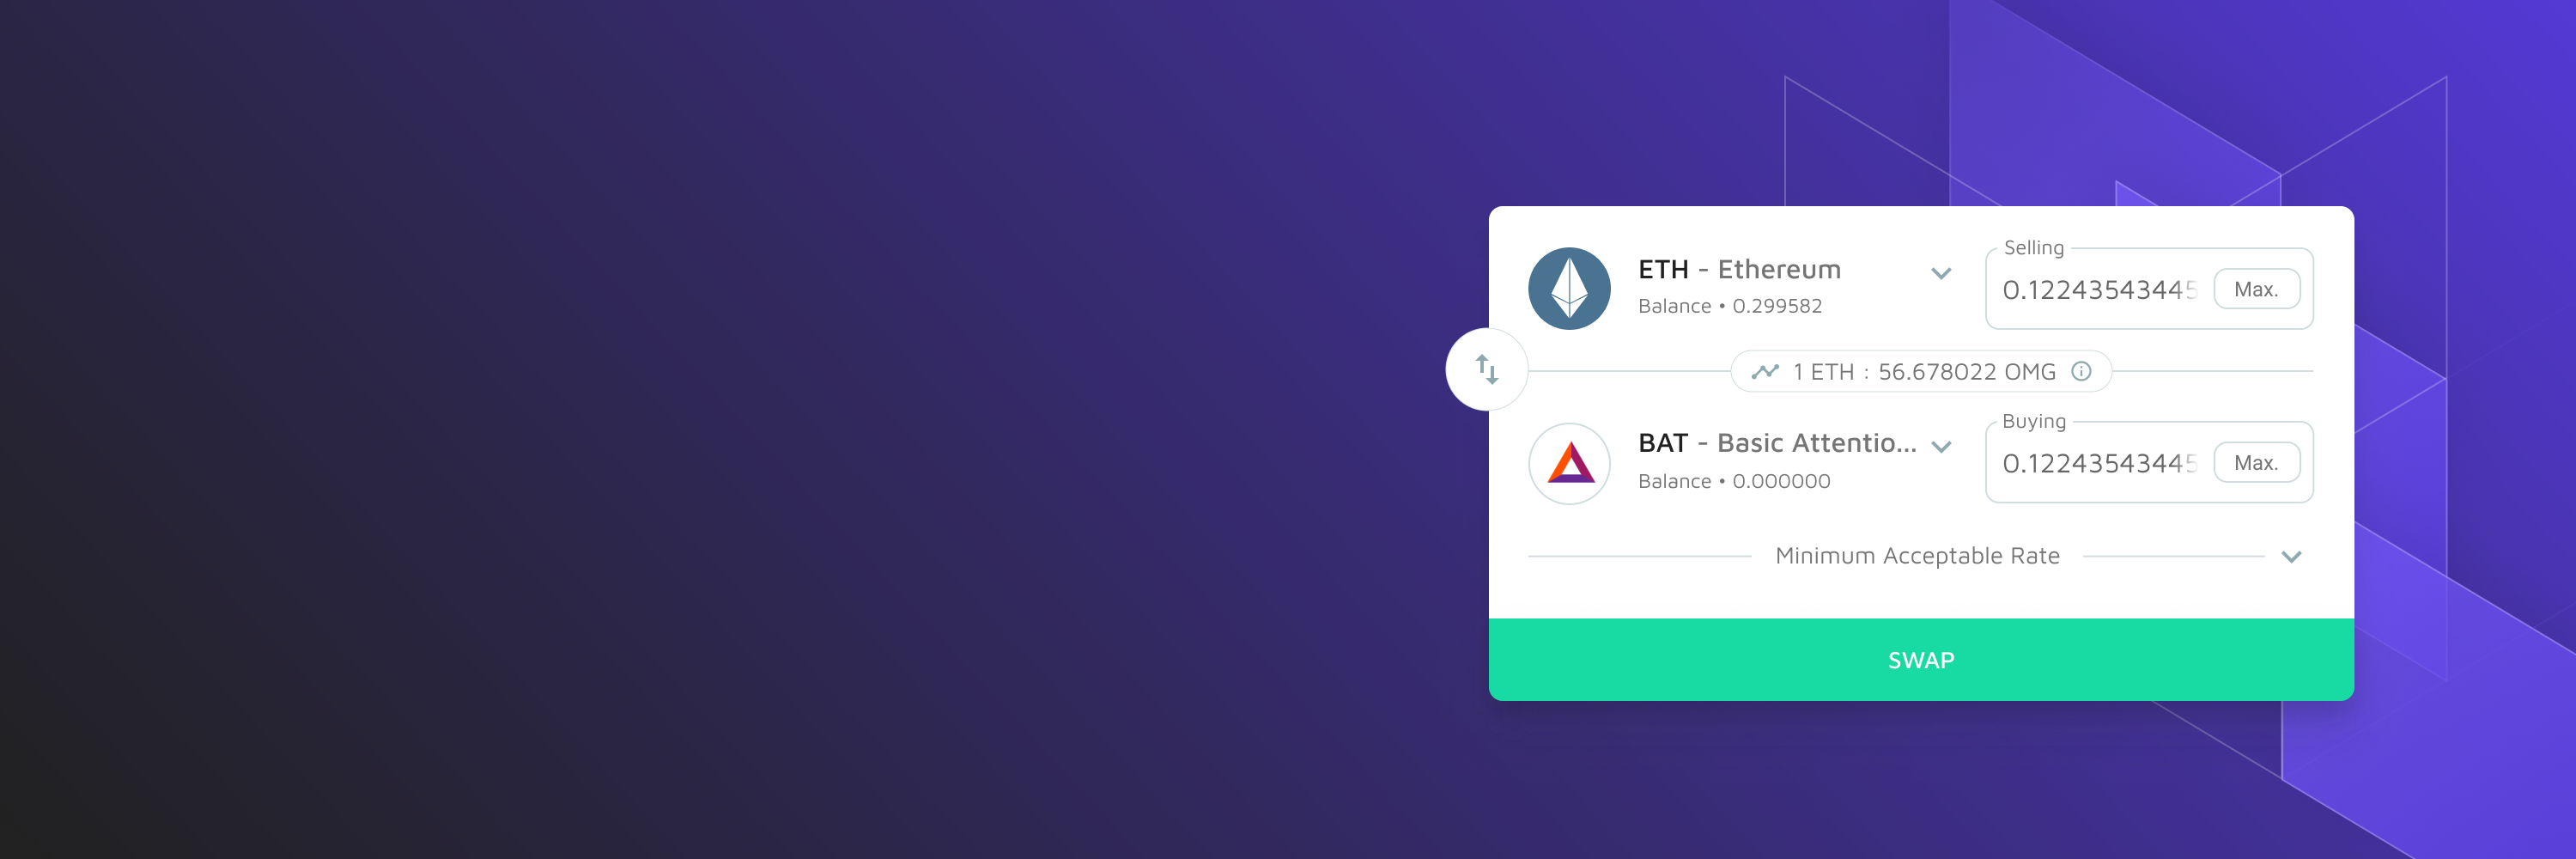 Selling
ETH - Ethereum
0.12243543445
Max.
Balance • 0.299582
1 ETH : 56.678022 OMG
Buying
BAT - Basic Attentio...
0.12243543445
Max.
Balance • 0.000000
Minimum Acceptable Rate
SWAP